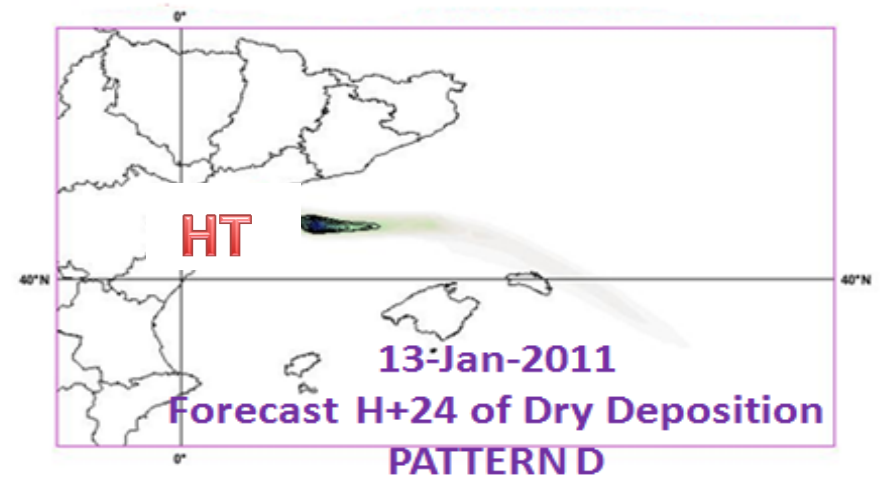 0°
HT
40°N 40°N
13-Jan-2011
Forecast H+24 of Dry Deposition
PATTERN D
0°